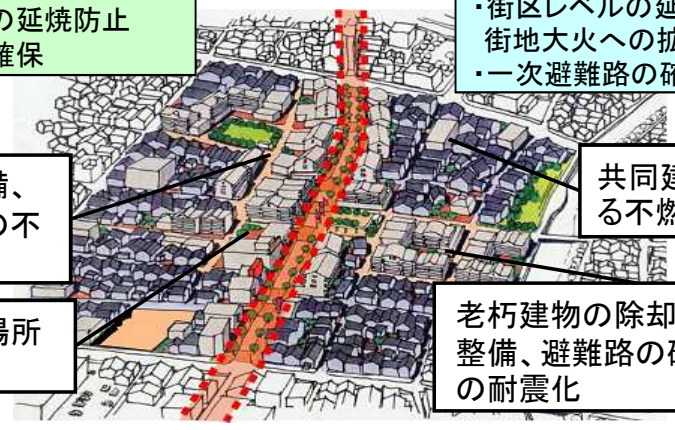 の延焼防止
確保
・街区レベルの延
街地大火への拡
・一次避難路の確
備、
の不
共同建
る不燃
場所
老朽建物の除却
整備、避難路の確
の耐震化